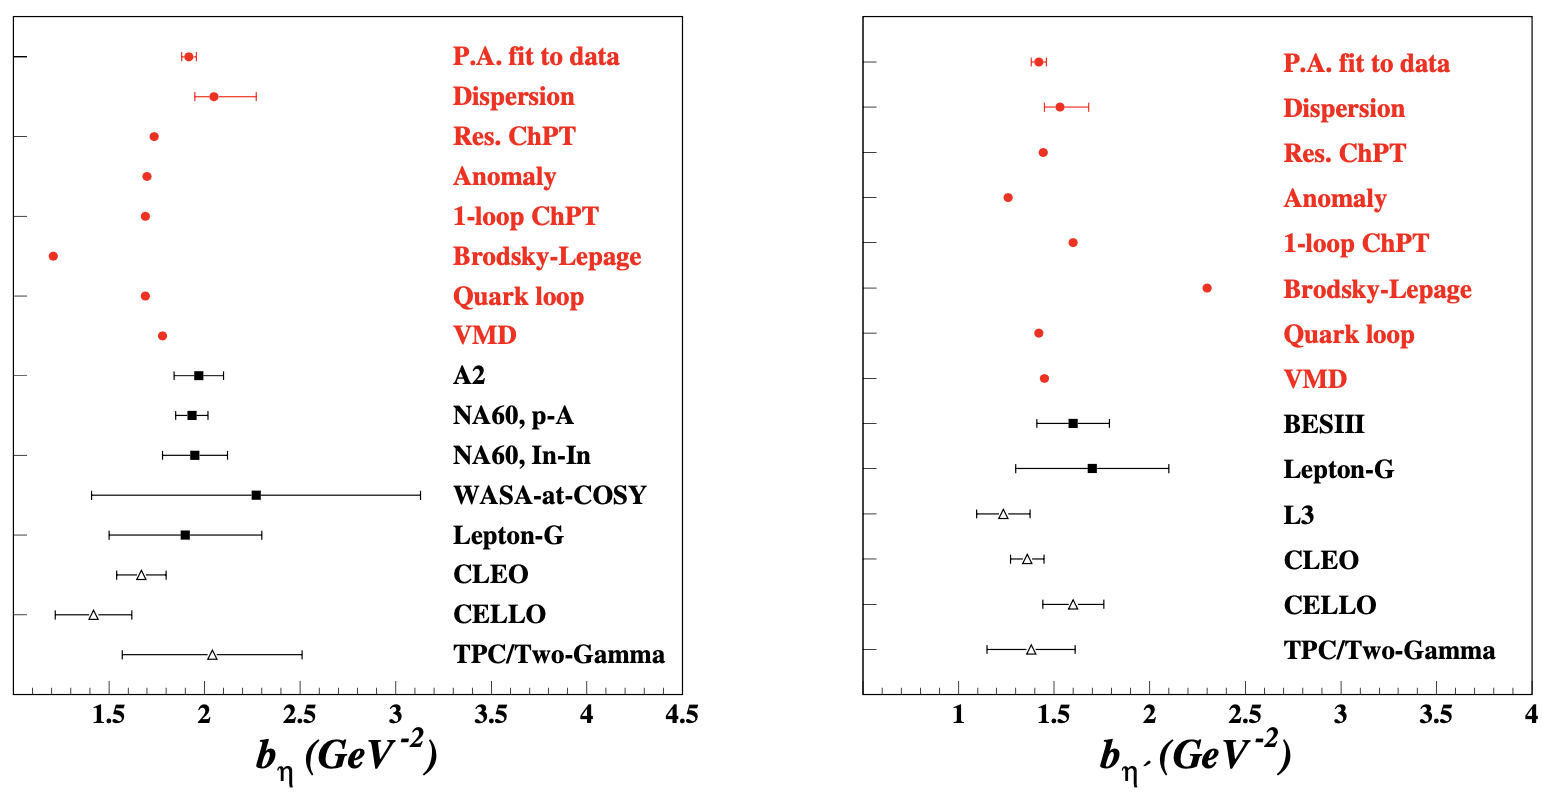 P.A. fit to data
Dispersion
Res. ChPT
Anomaly
1-loop ChPT
Brodsky-Lepage
Quark loop
VMD
A2
NA60, p-A
NA60, In-In
WASA-at-COSY
Lepton-G
CLEO
CELLO
TPC/Two-Gamma
1.5 2 2.5 3 3.5 4 4.5
bη (GeV⁻²)
P.A. fit to data
Dispersion
Res. ChPT
Anomaly
1-loop ChPT
Brodsky-Lepage
Quark loop
VMD
BESIII
Lepton-G
L3
CLEO
CELLO
TPC/Two-Gamma
1 1.5 2 2.5 3 3.5 4
bη´ (GeV⁻²)